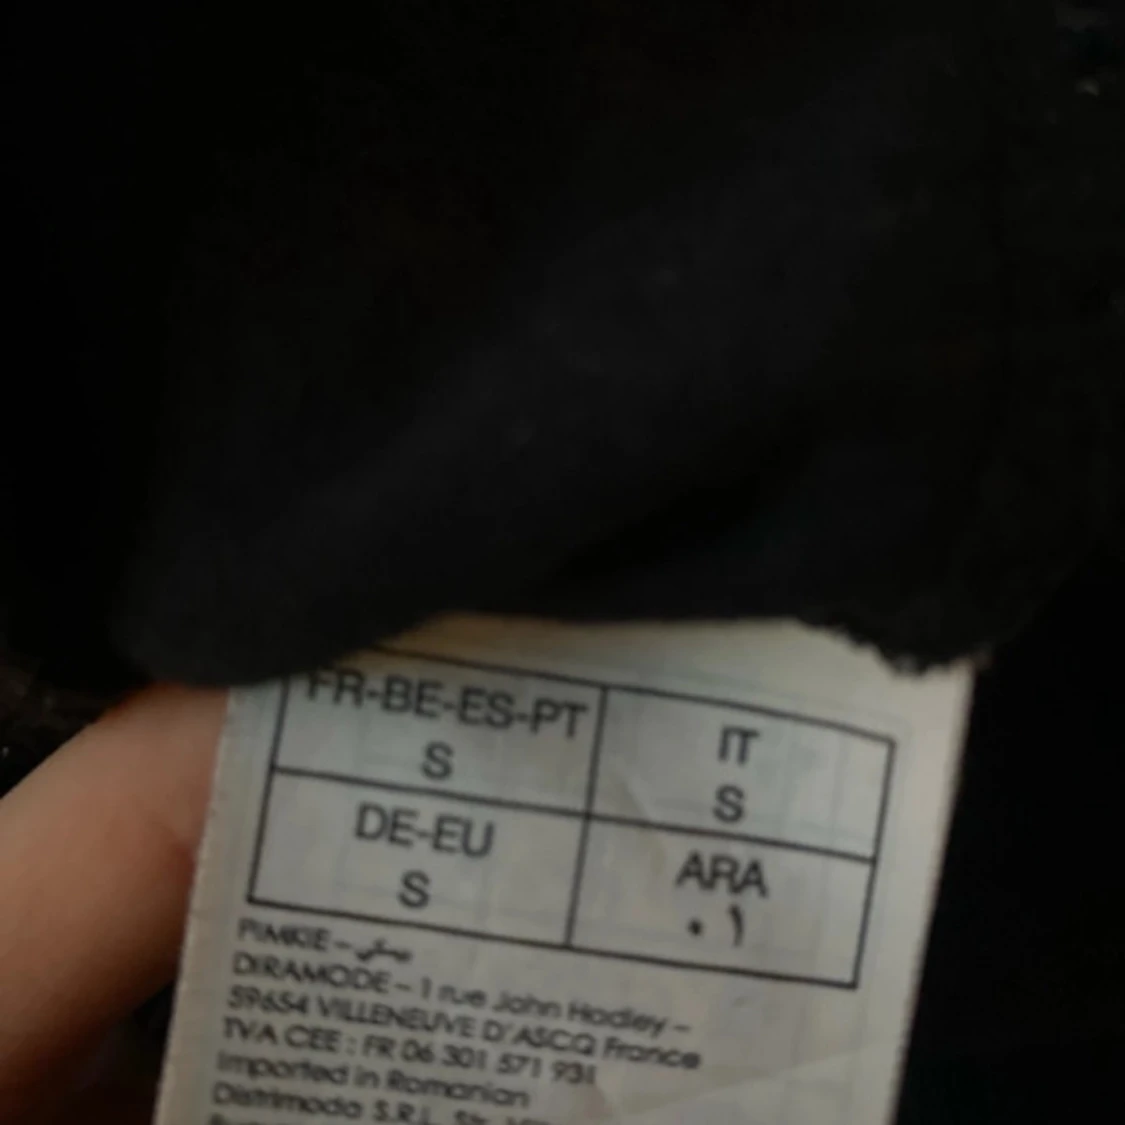 FR-BE-ES-PT
S
IT
S
DE-EU
S
ARA
٠١
PIMKIE -
DIRAMODE - 1 rue John Hadley -
59654 VILLENEUVE D'ASCQ France
TVA CEE : FR 06 301 571 931
Imported in Romanian
Distrimoda S.R.L. Str.